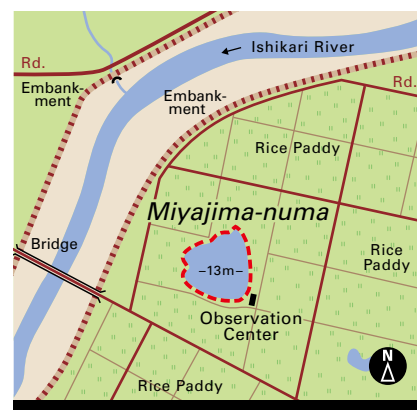 Ishikari River
Rd.
Embank-
ment
Rd.
Embank-
ment
Rice Paddy
Miyajima-numa
Bridge
–13m–
Rice
Paddy
Observation
Center
N
Rice Paddy